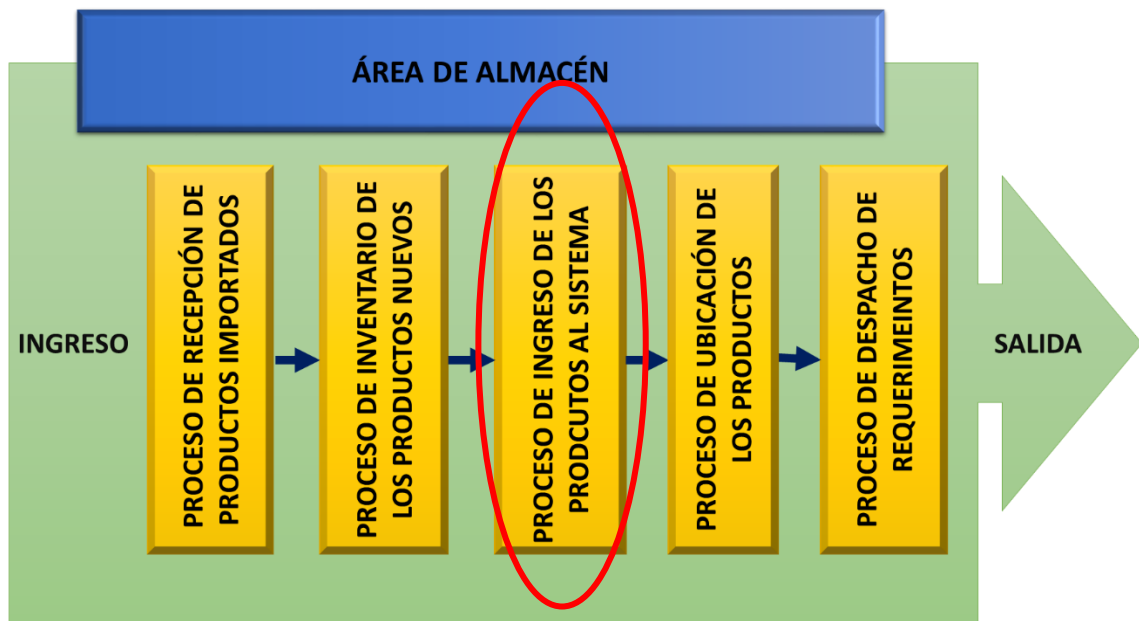 ÁREA DE ALMACÉN
INGRESO
PROCESO DE RECEPCIÓN DE
PRODUCTOS IMPORTADOS
PROCESO DE INVENTARIO DE
LOS PRODUCTOS NUEVOS
PROCESO DE INGRESO DE LOS
PRODCUTOS AL SISTEMA
PROCESO DE UBICACIÓN DE
LOS PRODUCTOS
PROCESO DE DESPACHO DE
REQUERIMEINTOS
SALIDA